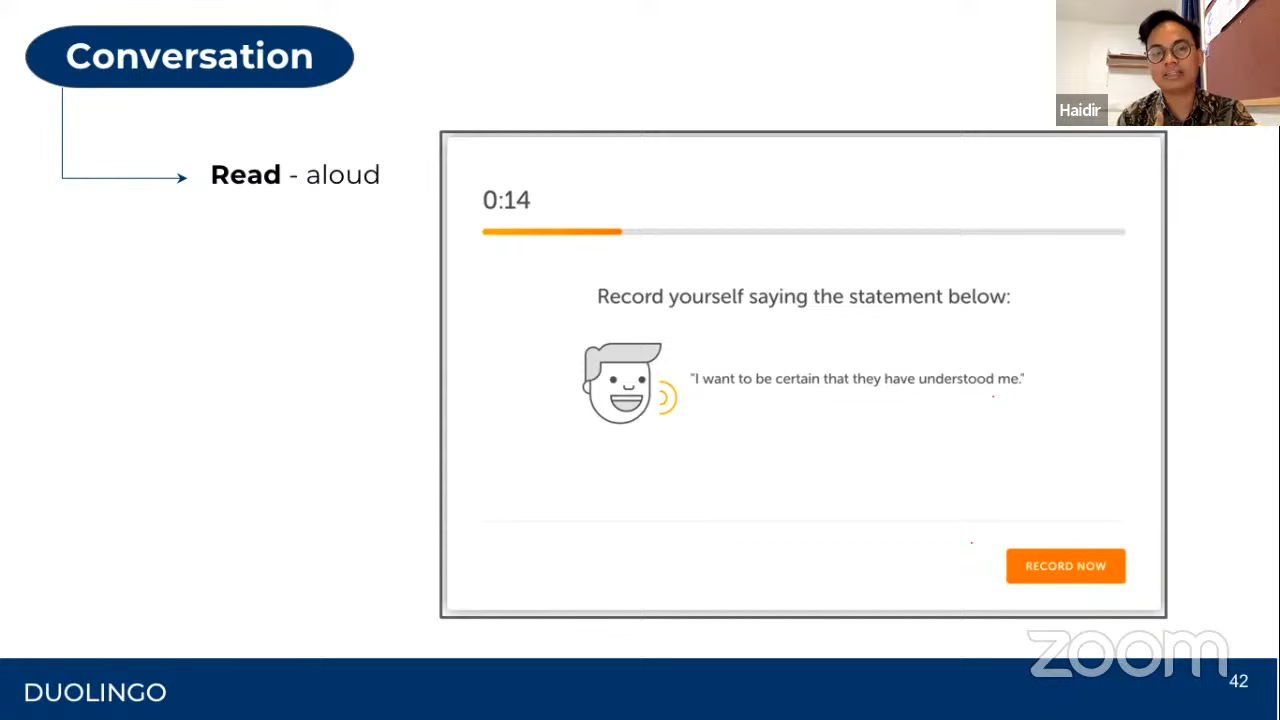 Conversation
Haidir
Read - aloud
0:14
Record yourself saying the statement below:
"I want to be certain that they have understood me."
RECORD NOW
zoom
DUOLINGO
42